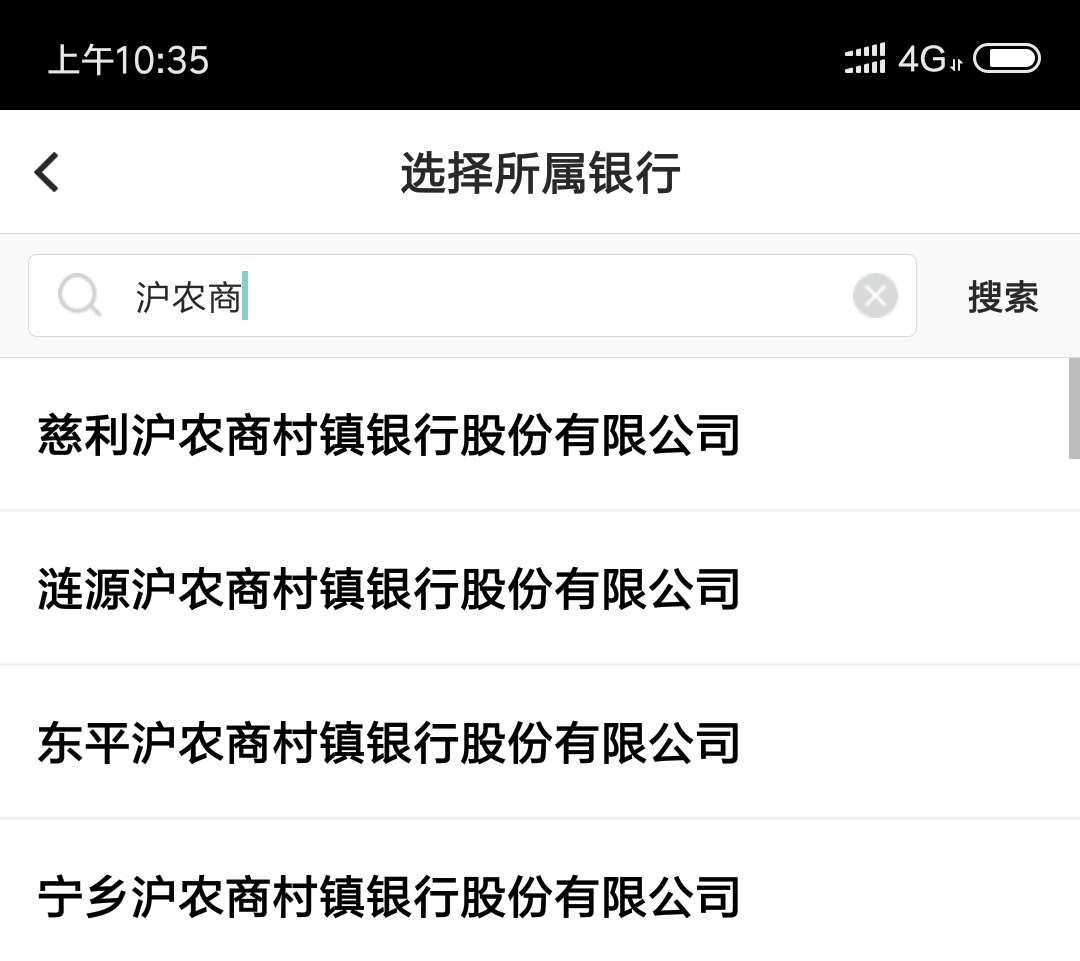 上午10:35 4G
选择所属银行
沪农商 搜索
慈利沪农商村镇银行股份有限公司
涟源沪农商村镇银行股份有限公司
东平沪农商村镇银行股份有限公司
宁乡沪农商村镇银行股份有限公司